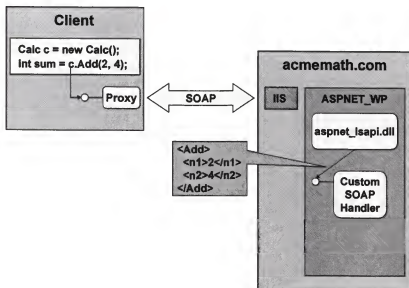 Client
Calc c = new Calc();
Int sum = c.Add(2, 4);
Proxy
SOAP
acmemath.com
IIS
ASPNET_WP
aspnet_isapi.dll
<Add>
<n1>2</n1>
<n2>4</n2>
</Add>
Custom
SOAP
Handler